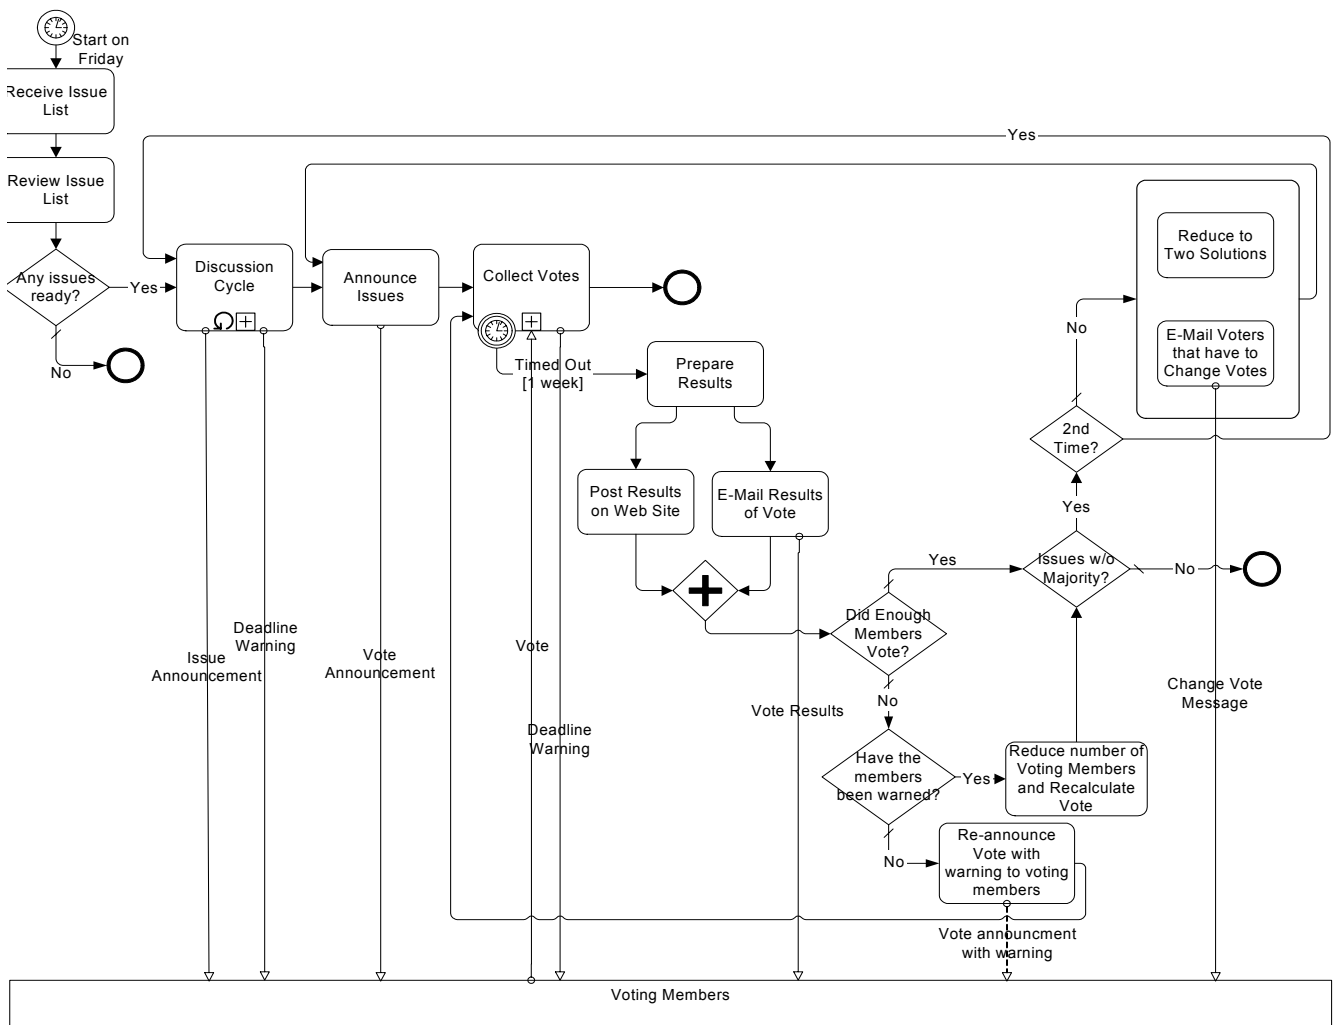 Start on
Friday
Receive Issue
List
Review Issue
List
Any issues
ready?
Yes
No
Discussion
Cycle
Announce
Issues
Collect Votes
Timed Out
[1 week]
Prepare
Results
Post Results
on Web Site
E-Mail Results
of Vote
Did Enough
Members
Vote?
Yes
No
Have the
members
been warned?
Yes
No
Reduce number of
Voting Members
and Recalculate
Vote
Re-announce
Vote with
warning to voting
members
Issues w/o
Majority?
Yes
No
2nd
Time?
No
Yes
Reduce to
Two Solutions
E-Mail Voters
that have to
Change Votes
Issue
Announcement
Deadline
Warning
Vote
Announcement
Vote
Deadline
Warning
Vote Results
Vote announcment
with warning
Change Vote
Message
Voting Members